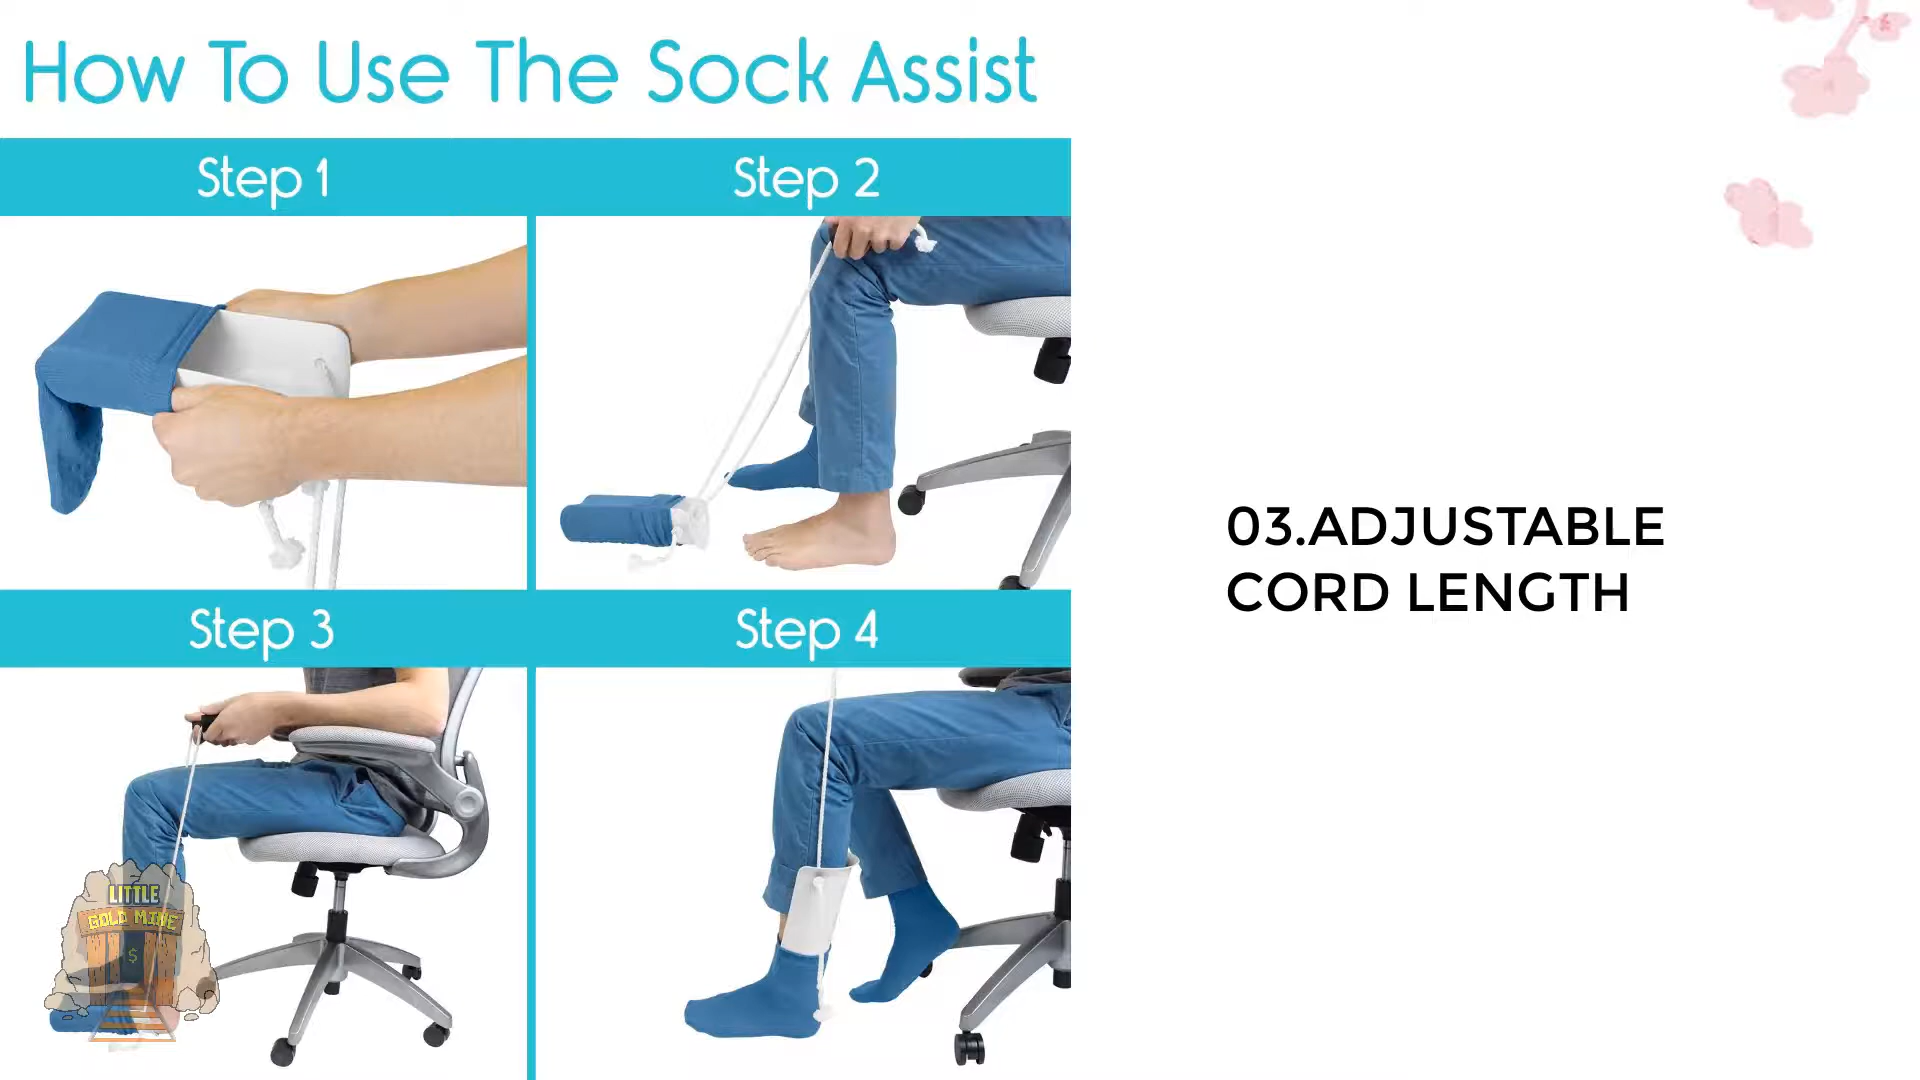 How To Use The Sock Assist
Step 1
Step 2
Step 3
Step 4
03.ADJUSTABLE
CORD LENGTH
LITTLE
GOLD MINE
$